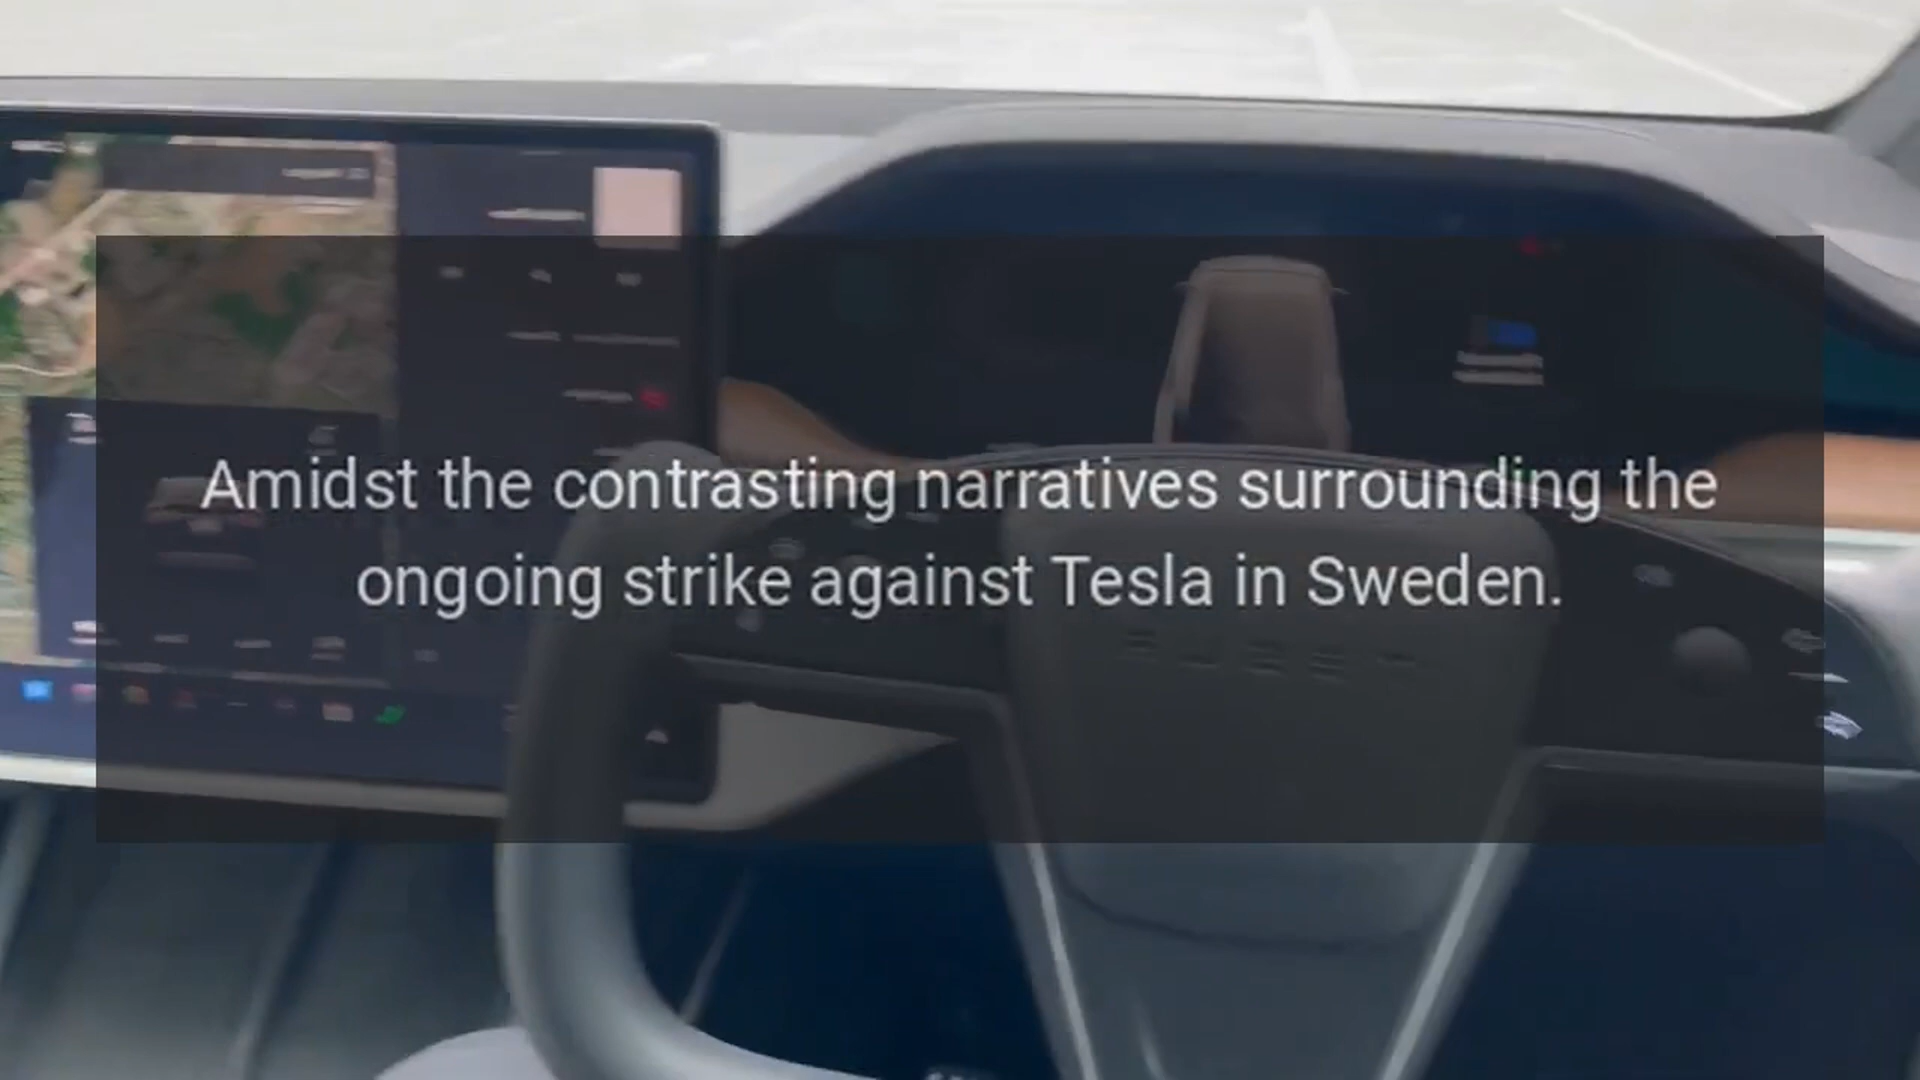 Amidst the contrasting narratives surrounding the
ongoing strike against Tesla in Sweden.